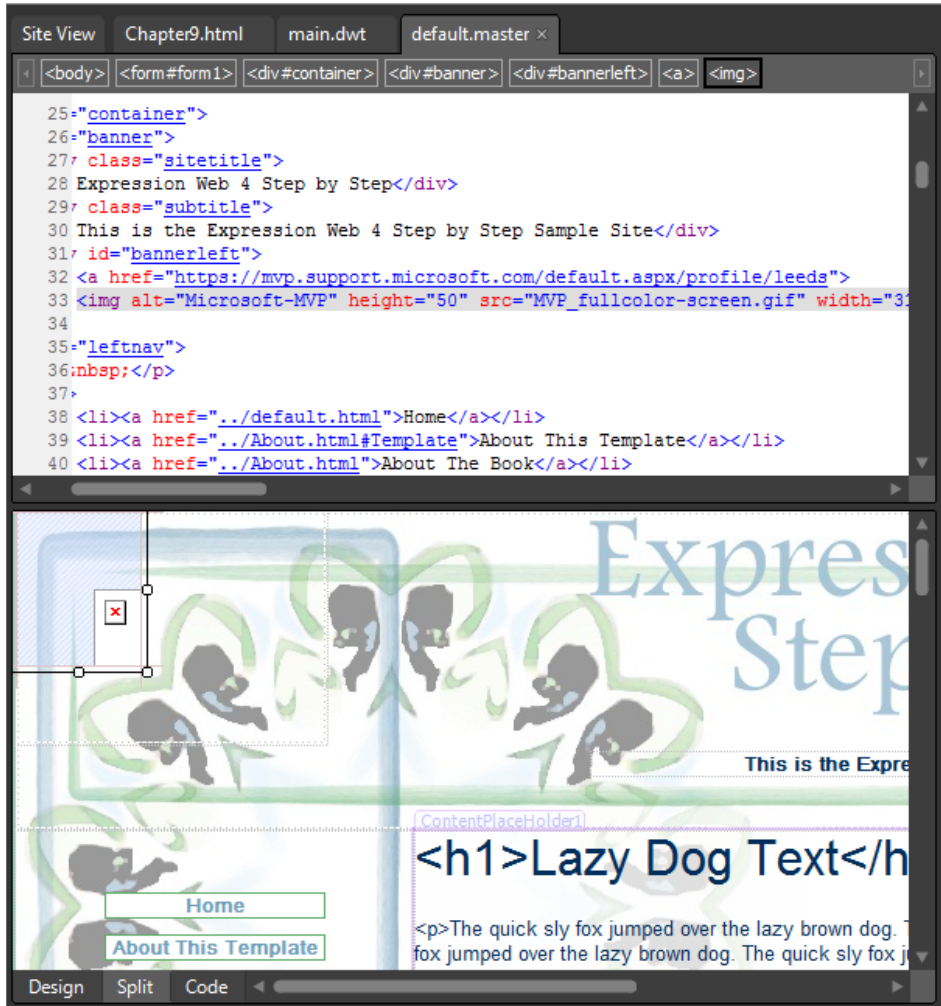 Site View Chapter9.html main.dwt default.master ×
<body> <form#form1> <div#container> <div#banner> <div#bannerleft> <a> <img>
25 ="container">
26 ="banner">
27 class="sitetitle">
28 Expression Web 4 Step by Step</div>
29 class="subtitle">
30 This is the Expression Web 4 Step by Step Sample Site</div>
31 id="bannerleft">
32 <a href="https://mvp.support.microsoft.com/default.aspx/profile/leeds">
33 <img alt="Microsoft-MVP" height="50" src="MVP_fullcolor-screen.gif" width="31
34
35 ="leftnav">
36 nbsp;</p>
37 >
38 <li><a href="../default.html">Home</a></li>
39 <li><a href="../About.html#Template">About This Template</a></li>
40 <li><a href="../About.html">About The Book</a></li>
Expres
Step
This is the Expre
ContentPlaceHolder1
<h1>Lazy Dog Text</h
Home
<p>The quick sly fox jumped over the lazy brown dog. T
About This Template
fox jumped over the lazy brown dog. The quick sly fox j
Design Split Code